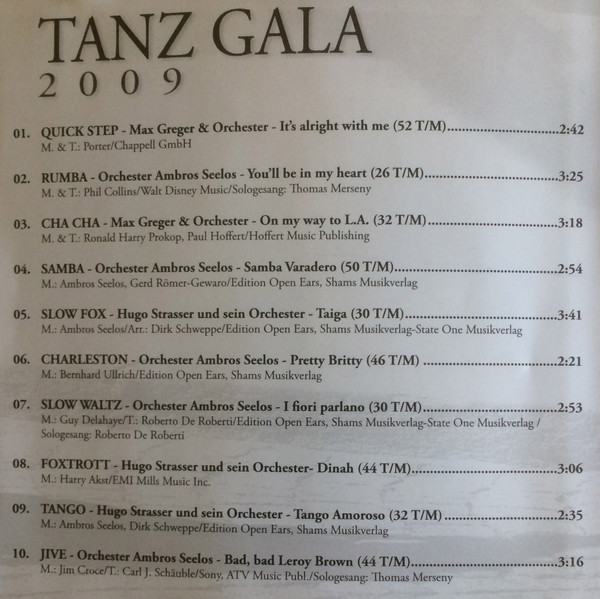 TANZ GALA
2009
01. QUICK STEP - Max Greger & Orchester - It's alright with me (52 T/M)..............................2:42
M. & T.: Porter/Chappell GmbH
02. RUMBA - Orchester Ambros Seelos - You'll be in my heart (26 T/M)..............................3:25
M. & T.: Phil Collins/Walt Disney Music/Sologesang: Thomas Merseny
03. CHA CHA - Max Greger & Orchester - On my way to L.A. (32 T/M)..............................3:18
M. & T.: Ronald Harry Prokop, Paul Hoffert/Hoffert Music Publishing
04. SAMBA - Orchester Ambros Seelos - Samba Varadero (50 T/M)..............................2:54
M.: Ambros Seelos, Gerd Römer-Gewaro/Edition Open Ears, Shams Musikverlag
05. SLOW FOX - Hugo Strasser und sein Orchester - Taiga (30 T/M)..............................3:41
M.: Ambros Seelos/Arr.: Dirk Schweppe/Edition Open Ears, Shams Musikverlag-State One Musikverlag
06. CHARLESTON - Orchester Ambros Seelos - Pretty Britty (46 T/M)..............................2:21
M.: Bernhard Ullrich/Edition Open Ears, Shams Musikverlag
07. SLOW WALTZ - Orchester Ambros Seelos - I fiori parlano (30 T/M)..............................2:53
M.: Guy Delahaye/T.: Roberto De Roberti/Edition Open Ears, Shams Musikverlag-State One Musikverlag /
Sologesang: Roberto De Roberti
08. FOXTROTT - Hugo Strasser und sein Orchester- Dinah (44 T/M)..............................3:06
M.: Harry Akst/EMI Mills Music Inc.
09. TANGO - Hugo Strasser und sein Orchester - Tango Amoroso (32 T/M)..............................2:35
M.: Ambros Seelos, Dirk Schweppe/Edition Open Ears, Shams Musikverlag
10. JIVE - Orchester Ambros Seelos - Bad, bad Leroy Brown (44 T/M)..............................3:16
M.: Jim Croce/T.: Carl J. Schäuble/Sony, ATV Music Publ./Sologesang: Thomas Merseny